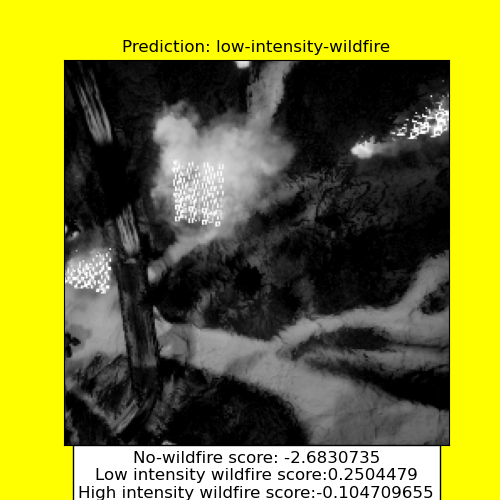 Prediction: low-intensity-wildfire
No-wildfire score: -2.6830735
Low intensity wildfire score:0.2504479
High intensity wildfire score:-0.104709655